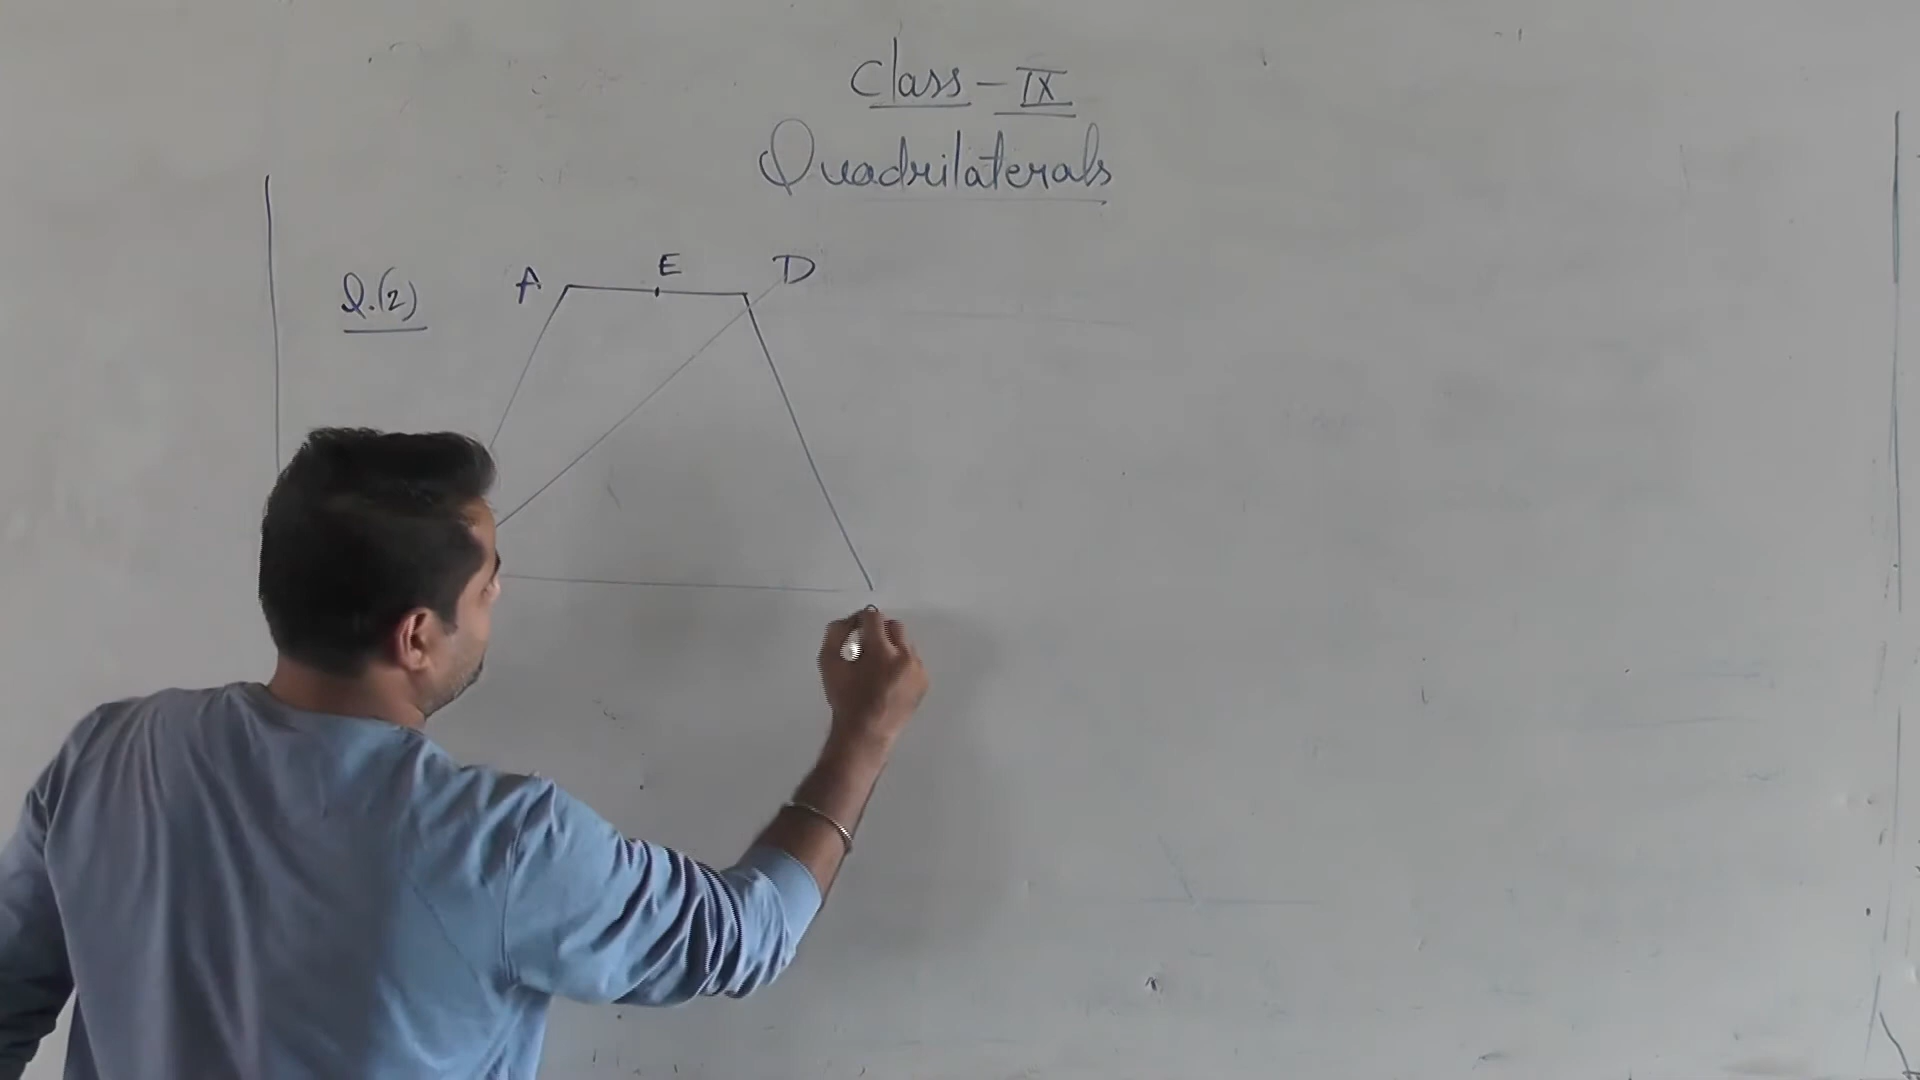 Class - IX
Quadrilaterals
Q.(2)
A E D